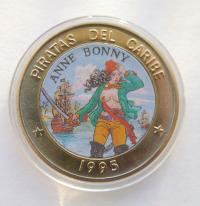 PIRATAS DEL CARIBE
ANNE BONNY
1995